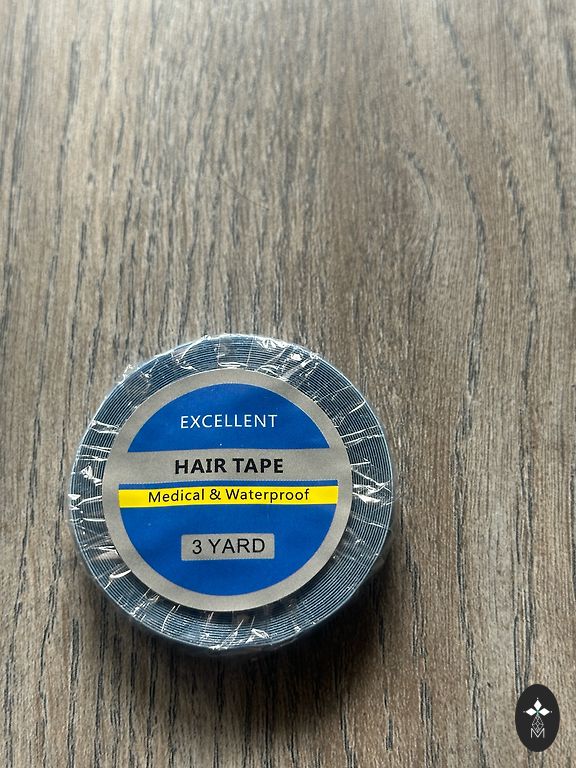 EXCELLENT
HAIR TAPE
Medical & Waterproof
3 YARD
M